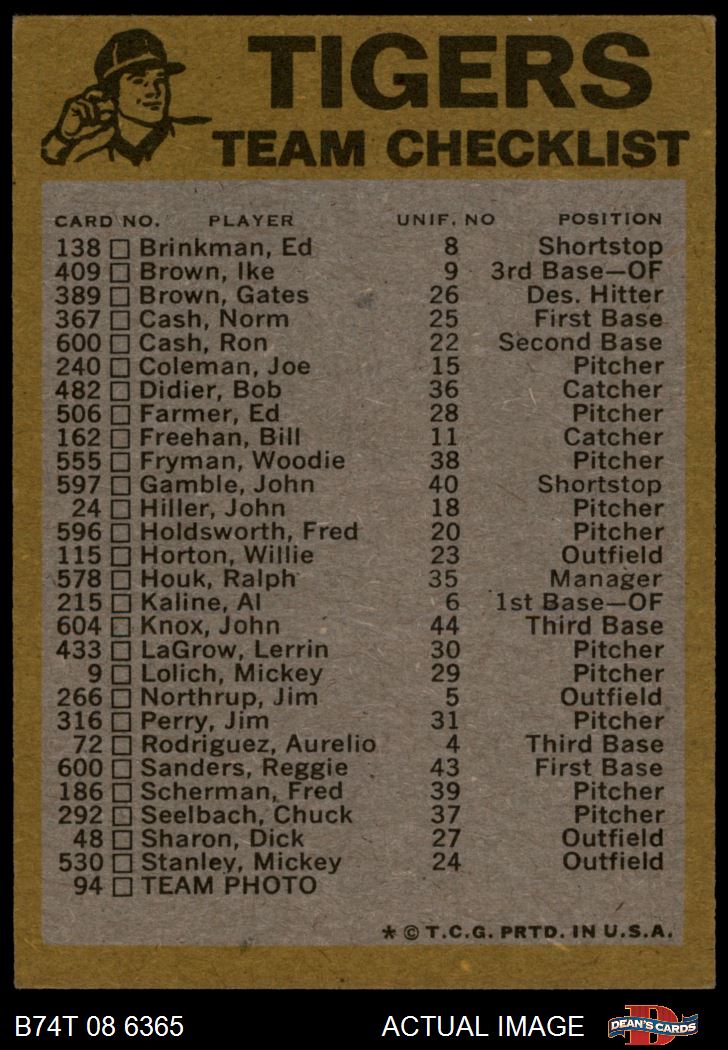 TIGERS
TEAM CHECKLIST
CARD NO. PLAYER UNIF. NO POSITION
138 Brinkman, Ed 8 Shortstop
409 Brown, Ike 9 3rd Base—OF
389 Brown, Gates 26 Des. Hitter
367 Cash, Norm 25 First Base
600 Cash, Ron 22 Second Base
240 Coleman, Joe 15 Pitcher
482 Didier, Bob 36 Catcher
506 Farmer, Ed 28 Pitcher
162 Freehan, Bill 11 Catcher
555 Fryman, Woodie 38 Pitcher
597 Gamble, John 40 Shortstop
24 Hiller, John 18 Pitcher
596 Holdsworth, Fred 20 Pitcher
115 Horton, Willie 23 Outfield
578 Houk, Ralph 35 Manager
215 Kaline, Al 6 1st Base—OF
604 Knox, John 44 Third Base
433 LaGrow, Lerrin 30 Pitcher
9 Lolich, Mickey 29 Pitcher
266 Northrup, Jim 5 Outfield
316 Perry, Jim 31 Pitcher
72 Rodriguez, Aurelio 4 Third Base
600 Sanders, Reggie 43 First Base
186 Scherman, Fred 39 Pitcher
292 Seelbach, Chuck 37 Pitcher
48 Sharon, Dick 27 Outfield
530 Stanley, Mickey 24 Outfield
94 TEAM PHOTO
* © T.C.G. PRTD. IN U.S.A.
B74T 08 6365 ACTUAL IMAGE DEAN'S CARDS